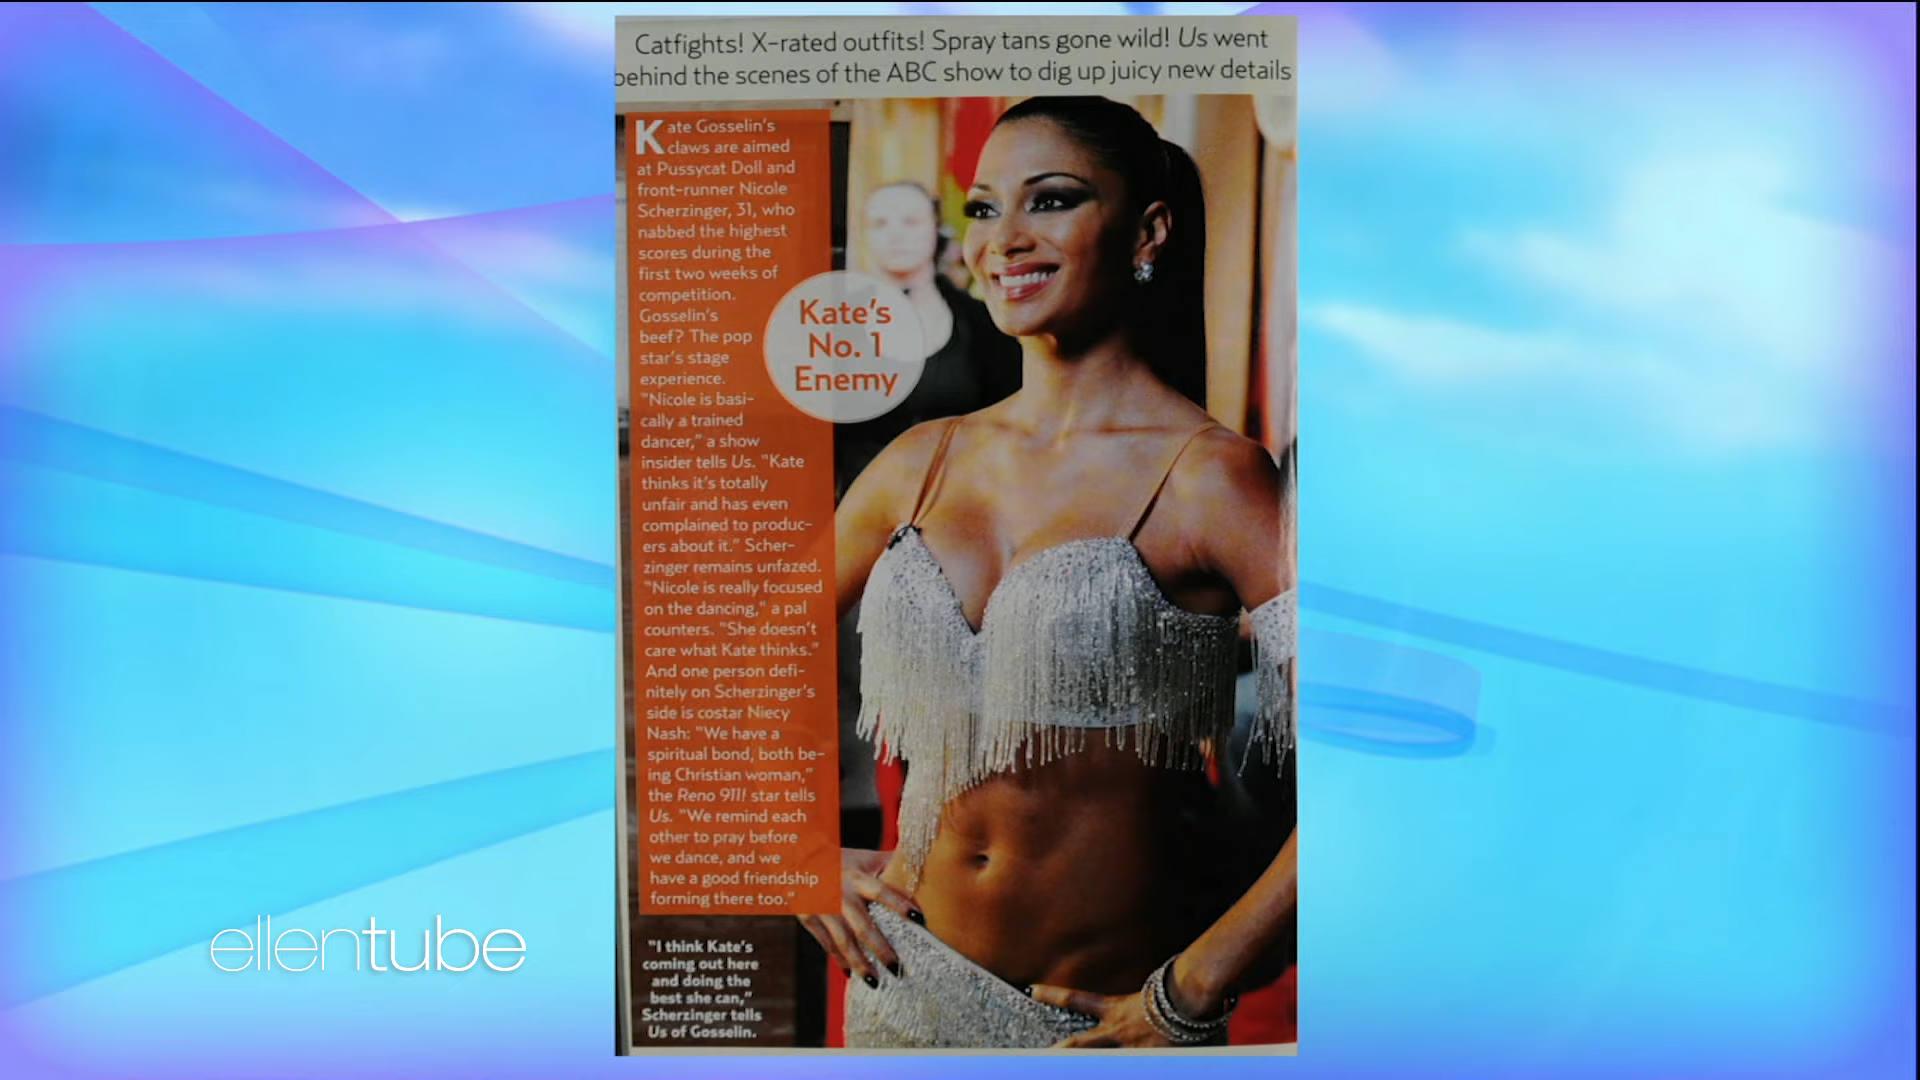 Catfights! X-rated outfits! Spray tans gone wild! Us went
behind the scenes of the ABC show to dig up juicy new details
Kate Gosselin's
claws are aimed
at Pussycat Doll and
front-runner Nicole
Scherzinger, 31, who
nabbed the highest
scores during the
first two weeks of
competition.
Gosselin's
beef? The pop
star's stage
experience.
"Nicole is basi-
cally a trained
dancer," a show
insider tells Us. "Kate
thinks it's totally
unfair and has even
complained to produc-
ers about it." Scher-
zinger remains unfazed.
"Nicole is really focused
on the dancing," a pal
counters. "She doesn't
care what Kate thinks."
And one person defi-
nitely on Scherzinger's
side is costar Niecy
Nash: "We have a
spiritual bond, both be-
ing Christian woman,"
the Reno 911! star tells
Us. "We remind each
other to pray before
we dance, and we
have a good friendship
forming there too."
Kate's
No. 1
Enemy
"I think Kate's
coming out here
and doing the
best she can,"
Scherzinger tells
Us of Gosselin.
ellentube